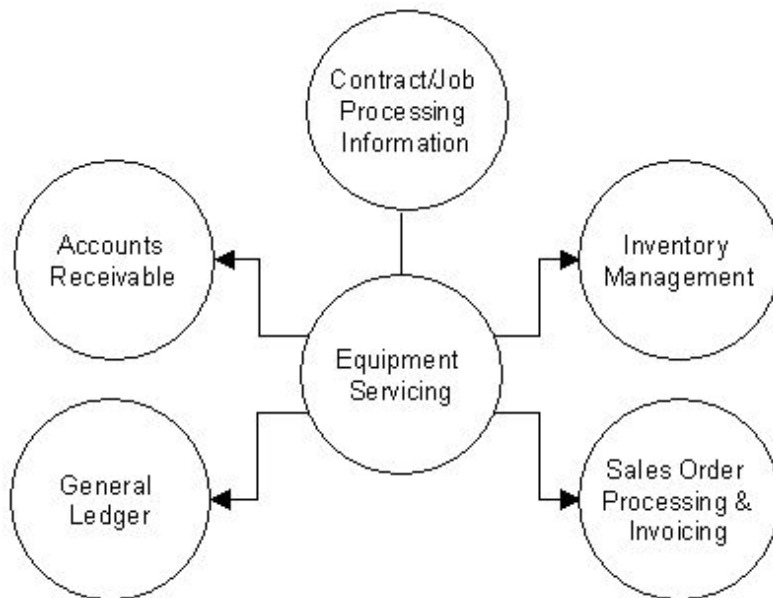 Contract/Job
Processing
Information
Accounts
Receivable
Inventory
Management
Equipment
Servicing
General
Ledger
Sales Order
Processing &
Invoicing